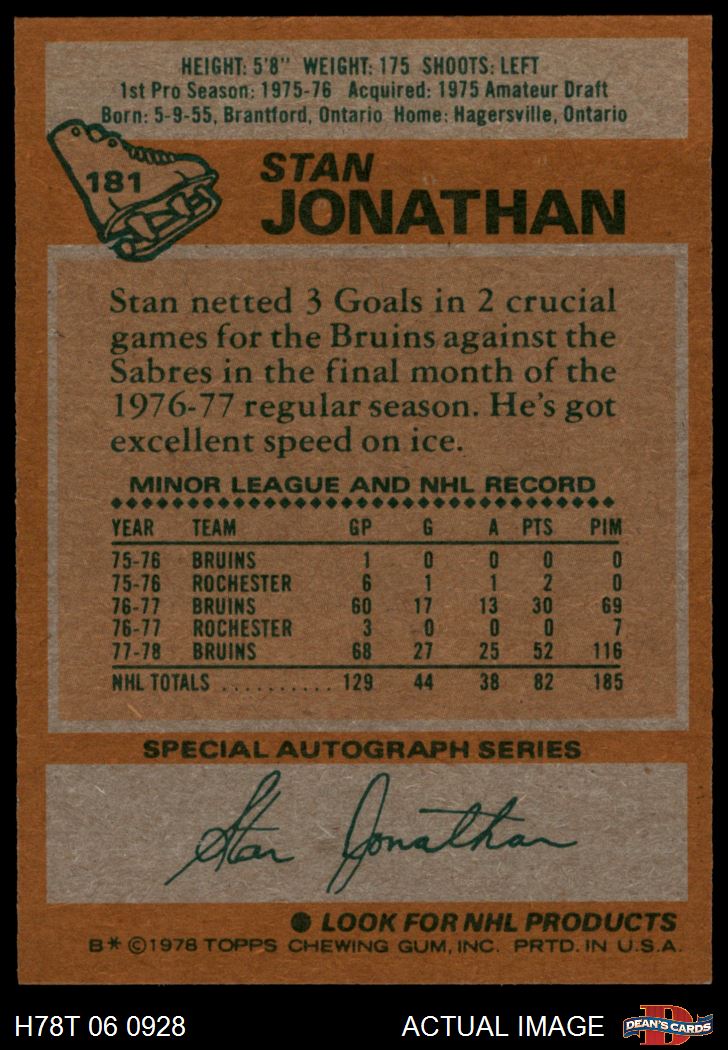 HEIGHT: 5'8" WEIGHT: 175 SHOOTS: LEFT
1st Pro Season: 1975-76 Acquired: 1975 Amateur Draft
Born: 5-9-55, Brantford, Ontario Home: Hagersville, Ontario
181
STAN
JONATHAN
Stan netted 3 Goals in 2 crucial
games for the Bruins against the
Sabres in the final month of the
1976-77 regular season. He's got
excellent speed on ice.
MINOR LEAGUE AND NHL RECORD
YEAR TEAM GP G A PTS PIM
75-76 BRUINS 1 0 0 0 0
75-76 ROCHESTER 6 1 1 2 0
76-77 BRUINS 60 17 13 30 69
76-77 ROCHESTER 3 0 0 0 7
77-78 BRUINS 68 27 25 52 116
NHL TOTALS .......... 129 44 38 82 185
SPECIAL AUTOGRAPH SERIES
Stan Jonathan
● LOOK FOR NHL PRODUCTS
B* ©1978 TOPPS CHEWING GUM, INC. PRTD. IN U.S.A.
H78T 06 0928 ACTUAL IMAGE DEAN'S CARDS